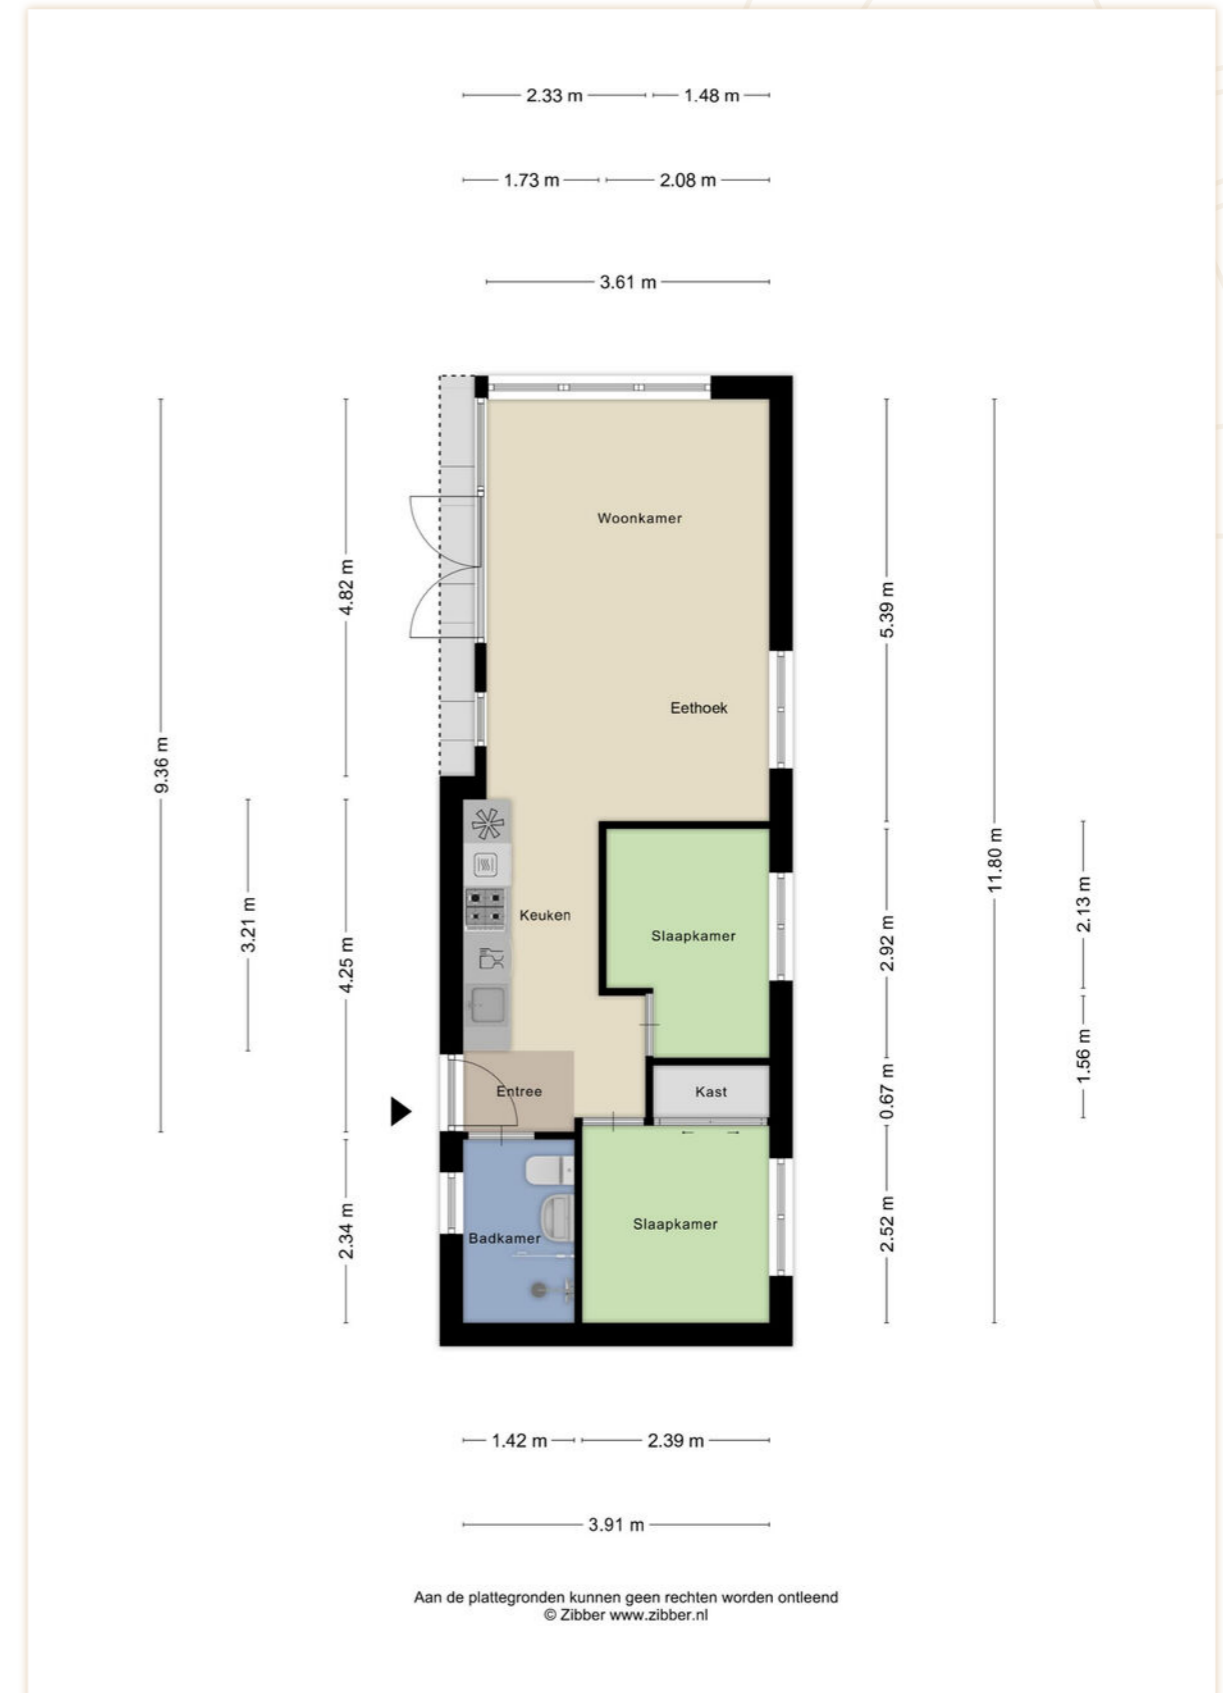 2.33 m
1.48 m
1.73 m
2.08 m
3.61 m
Woonkamer
4.82 m
5.39 m
Eethoek
9.36 m
11.80 m
Keuken
3.21 m
4.25 m
Slaapkamer
2.92 m
2.13 m
1.56 m
Entree
Kast
0.67 m
Slaapkamer
Badkamer
2.34 m
2.52 m
1.42 m
2.39 m
3.91 m
Aan de plattegronden kunnen geen rechten worden ontleend
© Zibber www.zibber.nl